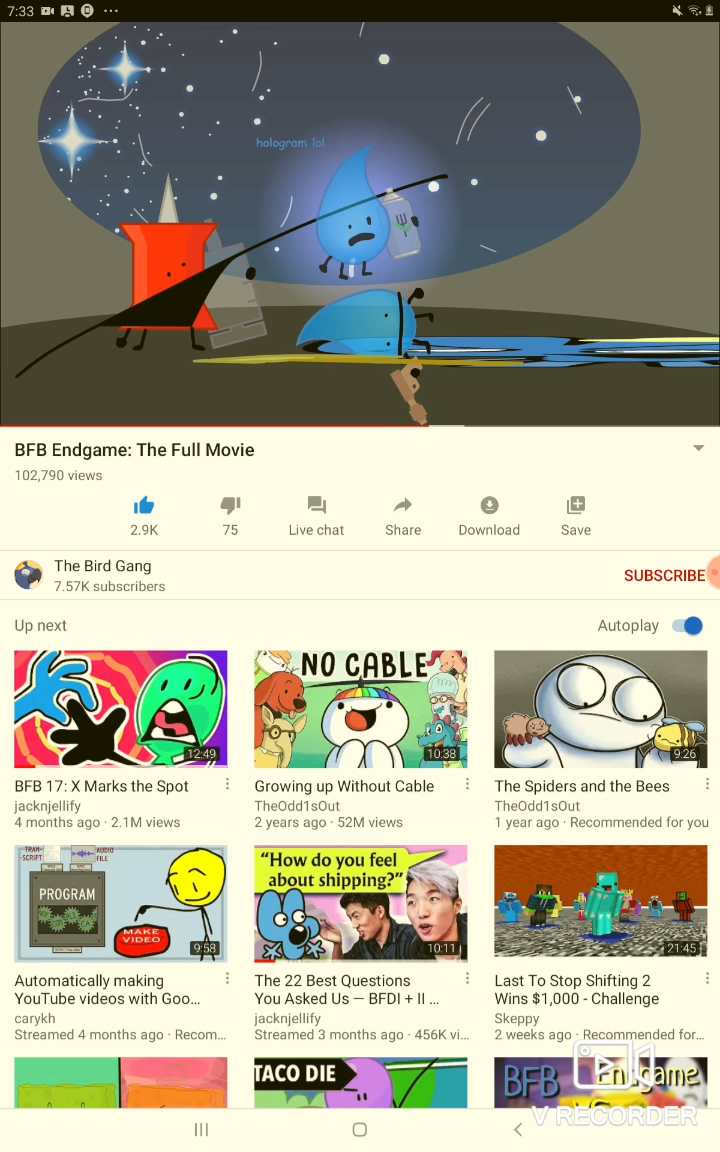 7:33
hologram lol
BFB Endgame: The Full Movie
102,790 views
2.9K
75
Live chat
Share
Download
Save
The Bird Gang
7.57K subscribers
SUBSCRIBE
Up next
Autoplay
12:49
NO CABLE
10:38
9:26
BFB 17: X Marks the Spot
jacknjellify
4 months ago · 2.1M views
Growing up Without Cable
TheOdd1sOut
2 years ago · 52M views
The Spiders and the Bees
TheOdd1sOut
1 year ago · Recommended for you
TRAN-
-SCRIPT
AUDIO
FILE
PROGRAM
MAKE
VIDEO
9:58
"How do you feel
about shipping?"
10:11
21:45
Automatically making
YouTube videos with Goo...
carykh
Streamed 4 months ago · Recom...
The 22 Best Questions
You Asked Us — BFDI + II ...
jacknjellify
Streamed 3 months ago · 456K vi...
Last To Stop Shifting 2
Wins $1,000 - Challenge
Skeppy
2 weeks ago · Recommended for...
TACO DIE
BFB Endgame
V RECORDER